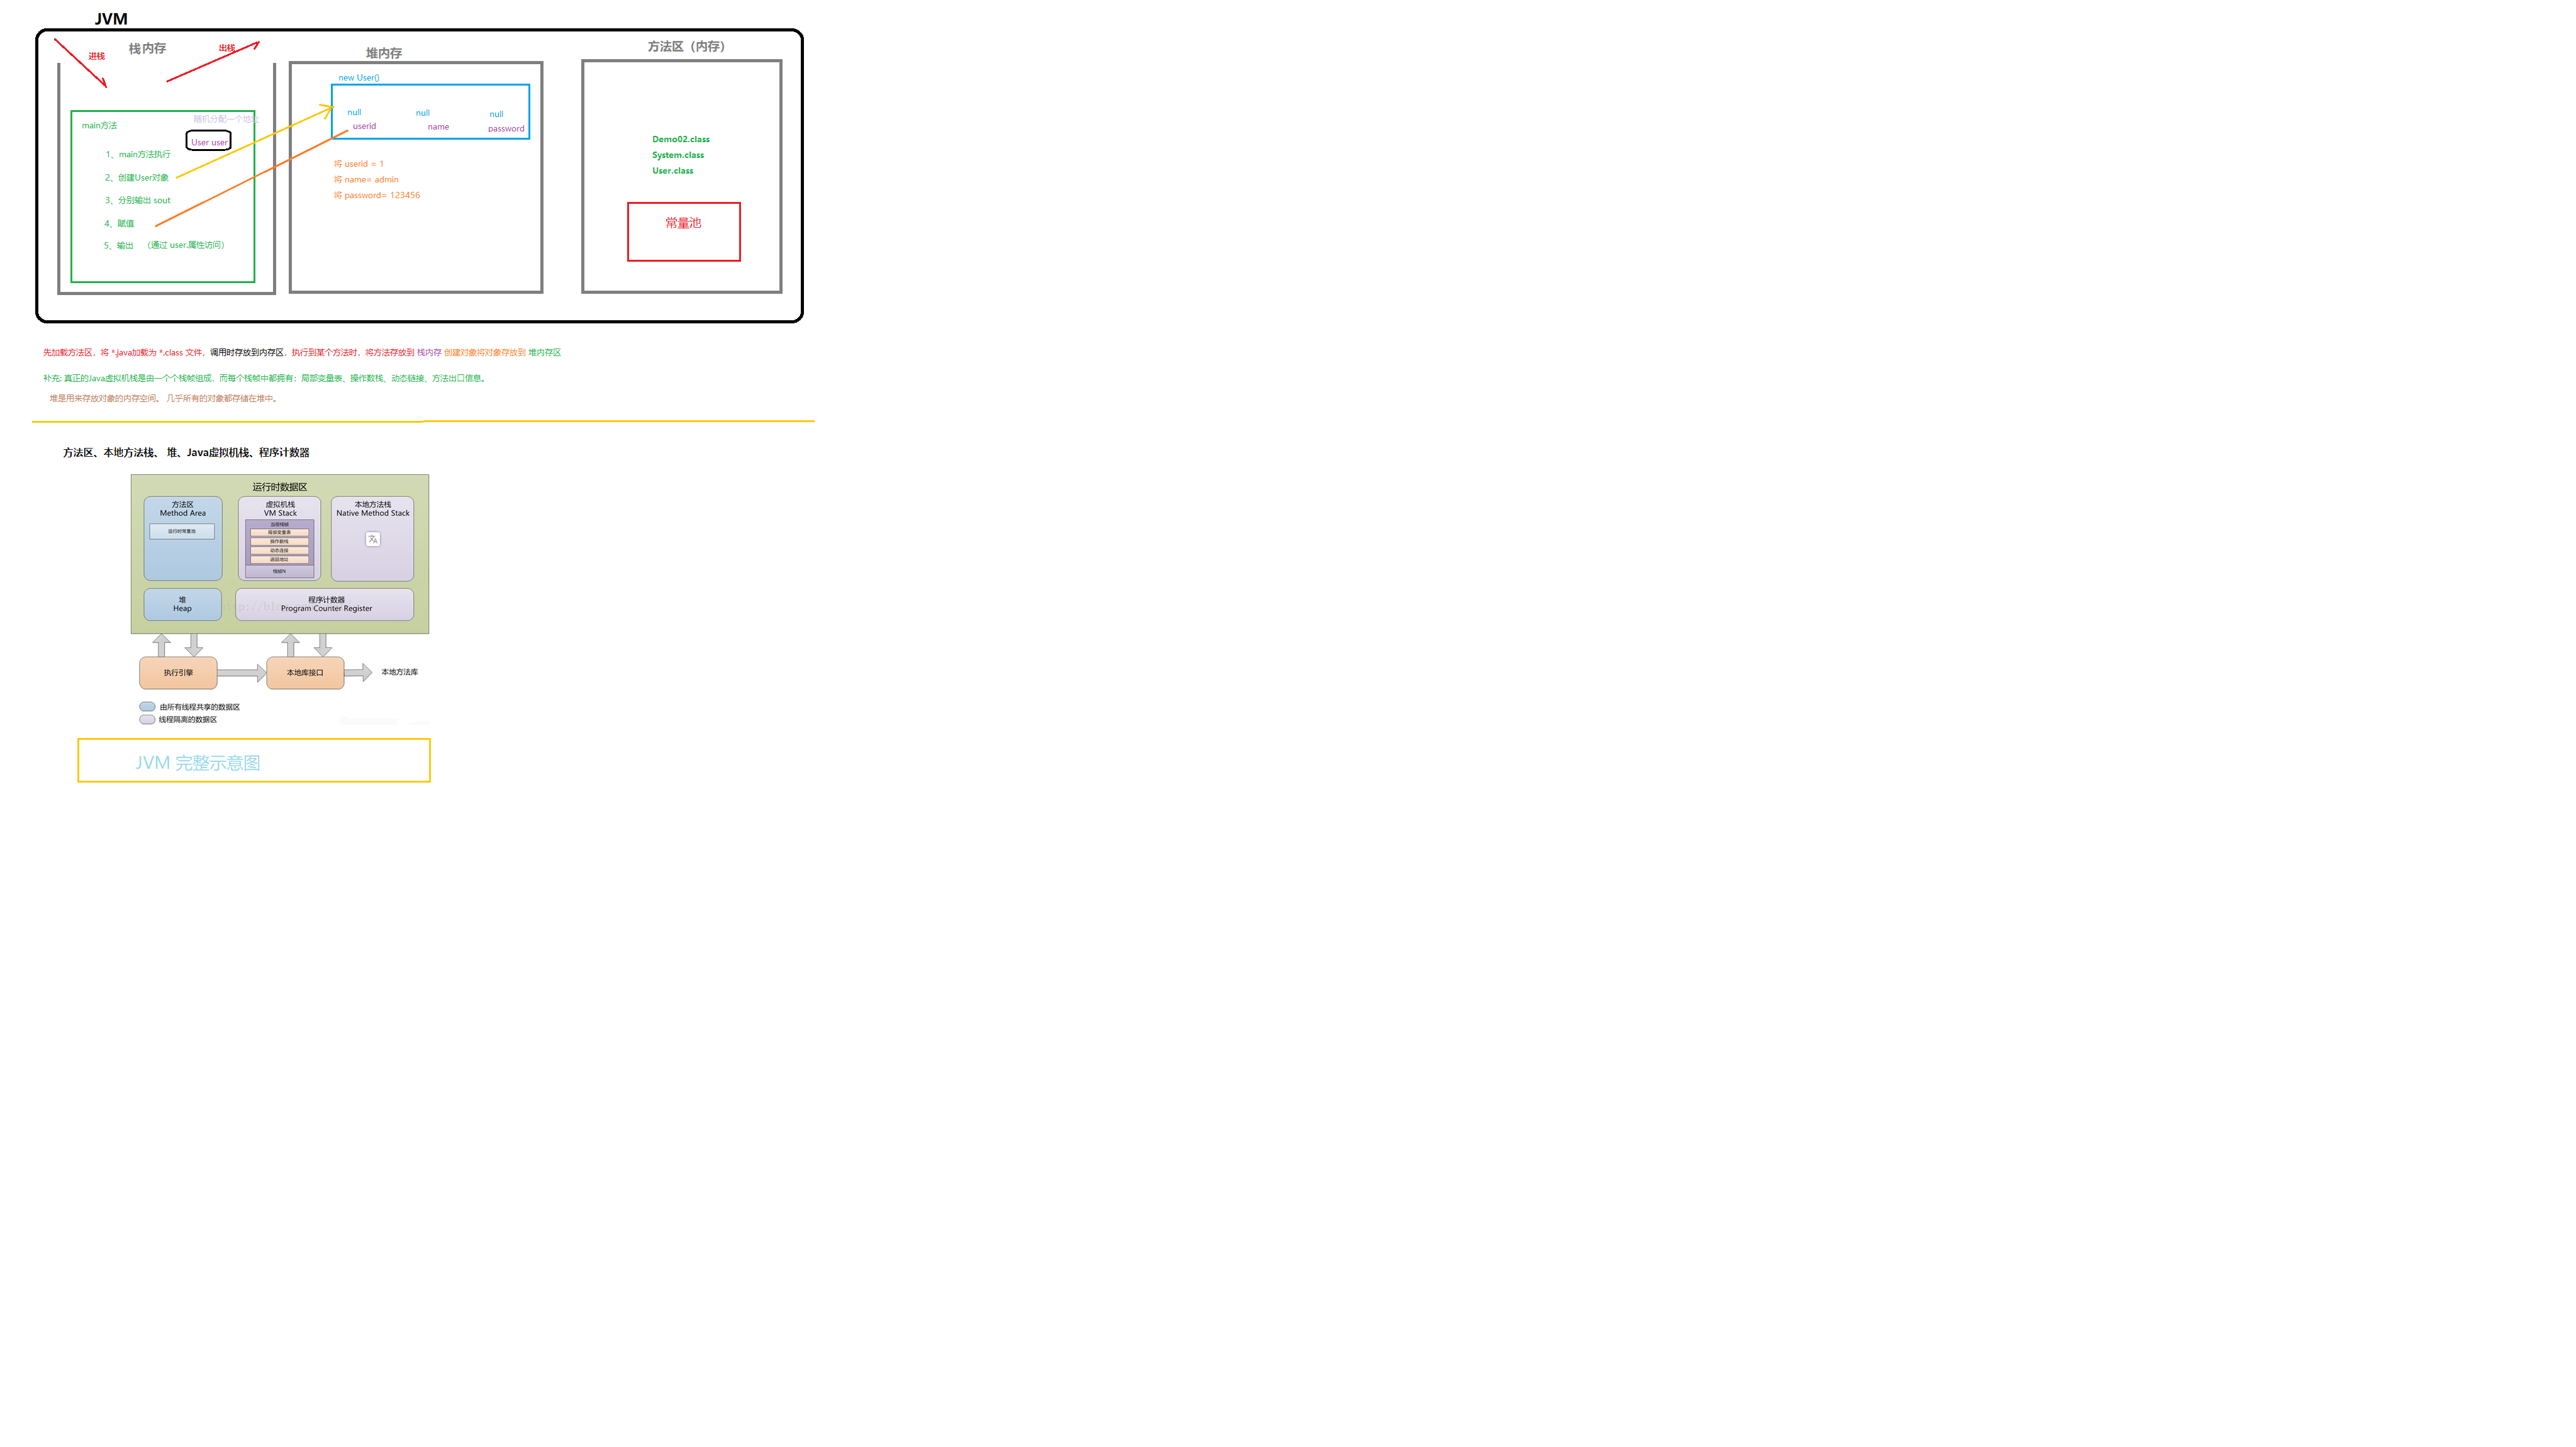 JVM
栈内存
进栈
出栈
main方法
随机分配一个地址
User user
1、main方法执行
2、创建User对象
3、分别输出 sout
4、赋值
5、输出 （通过 user.属性访问）
堆内存
new User()
null null null
userid name password
将 userid = 1
将 name= admin
将 password= 123456
方法区（内存）
Demo02.class
System.class
User.class
常量池
先加载方法区，将 *.java加载为 *.class 文件，调用时存放到内存区，执行到某个方法时，将方法存放到 栈内存 创建对象将对象存放到 堆内存区
补充: 真正的Java虚拟机栈是由一个个栈帧组成，而每个栈帧中都拥有：局部变量表、操作数栈、动态链接、方法出口信息。
堆是用来存放对象的内存空间。 几乎所有的对象都存储在堆中。
方法区、本地方法栈、 堆、Java虚拟机栈、程序计数器
运行时数据区
方法区
Method Area
运行时常量池
虚拟机栈
VM Stack
当前栈帧
局部变量表
操作数栈
动态连接
返回地址
栈帧N
本地方法栈
Native Method Stack
堆
Heap
程序计数器
Program Counter Register
执行引擎
本地库接口
本地方法库
由所有线程共享的数据区
线程隔离的数据区
JVM 完整示意图